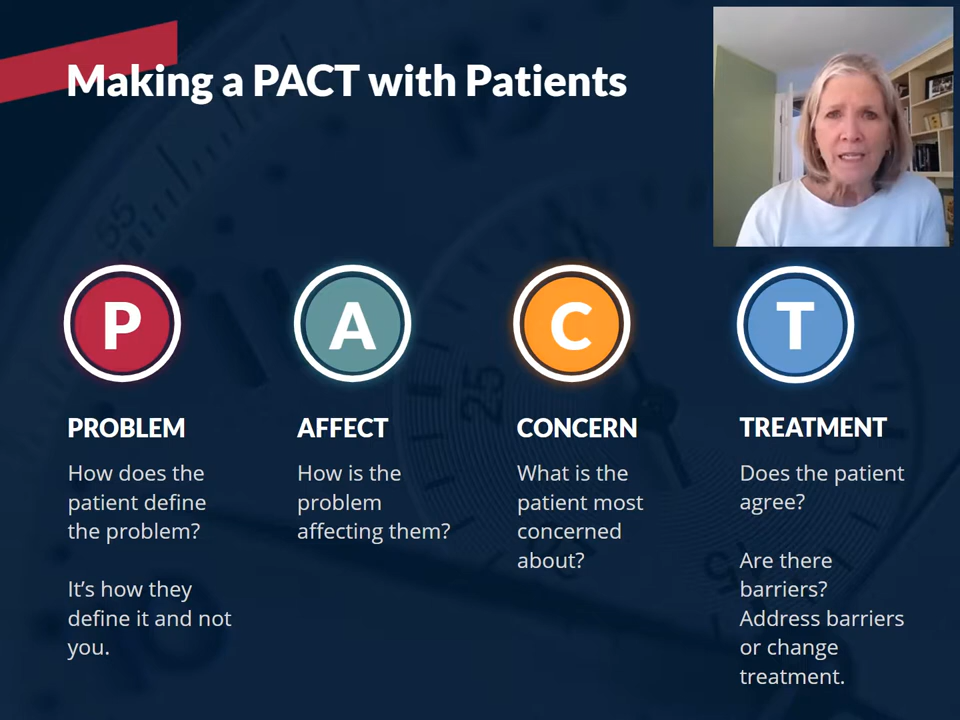 Making a PACT with Patients
P
A
C
T
PROBLEM
How does the
patient define
the problem?
It's how they
define it and not
you.
AFFECT
How is the
problem
affecting them?
CONCERN
What is the
patient most
concerned
about?
TREATMENT
Does the patient
agree?
Are there
barriers?
Address barriers
or change
treatment.
55
25